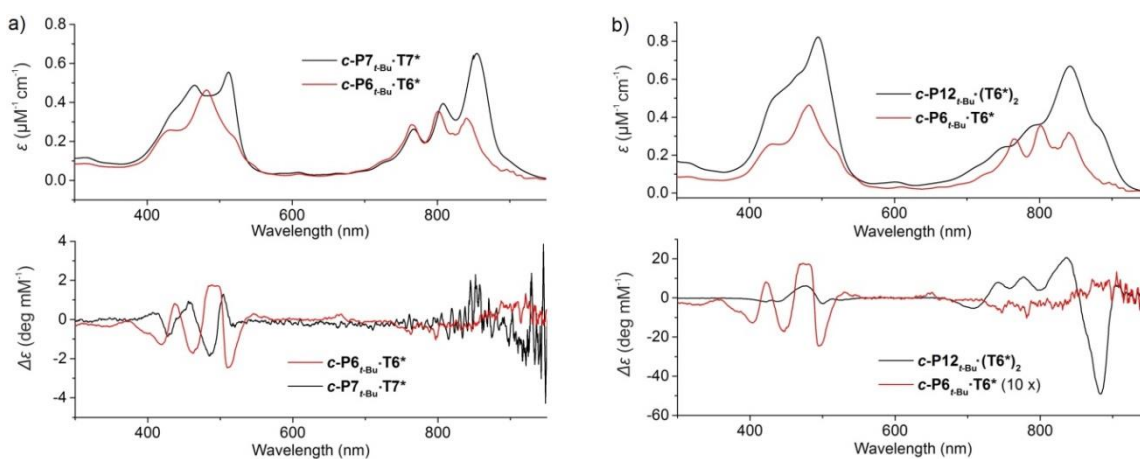 a)
ε (μM⁻¹ cm⁻¹)
0.8
0.6
0.4
0.2
0.0
c-P7t-Bu·T7*
c-P6t-Bu·T6*
400 600 800
Wavelength (nm)
Δε (deg mM⁻¹)
4
2
0
-2
-4
c-P6t-Bu·T6*
c-P7t-Bu·T7*
400 600 800
Wavelength (nm)
b)
ε (μM⁻¹ cm⁻¹)
0.8
0.6
0.4
0.2
0.0
c-P12t-Bu·(T6*)₂
c-P6t-Bu·T6*
400 600 800
Wavelength (nm)
Δε (deg mM⁻¹)
20
0
-20
-40
-60
c-P12t-Bu·(T6*)₂
c-P6t-Bu·T6* (10 x)
400 600 800
Wavelength (nm)